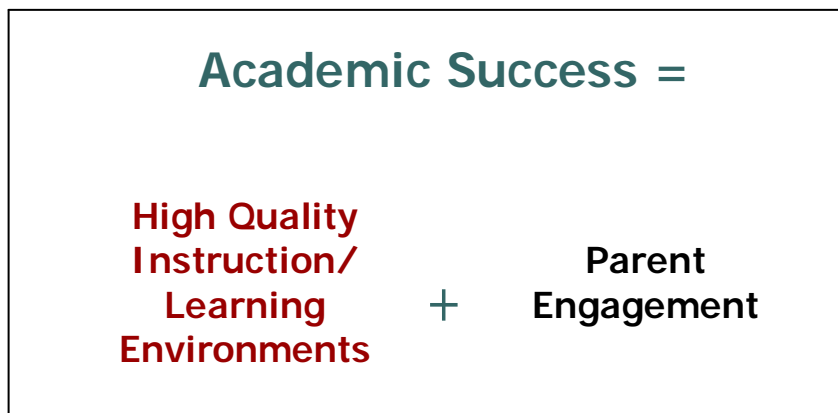 Academic Success =
High Quality
Instruction/
Learning
Environments
+
Parent
Engagement